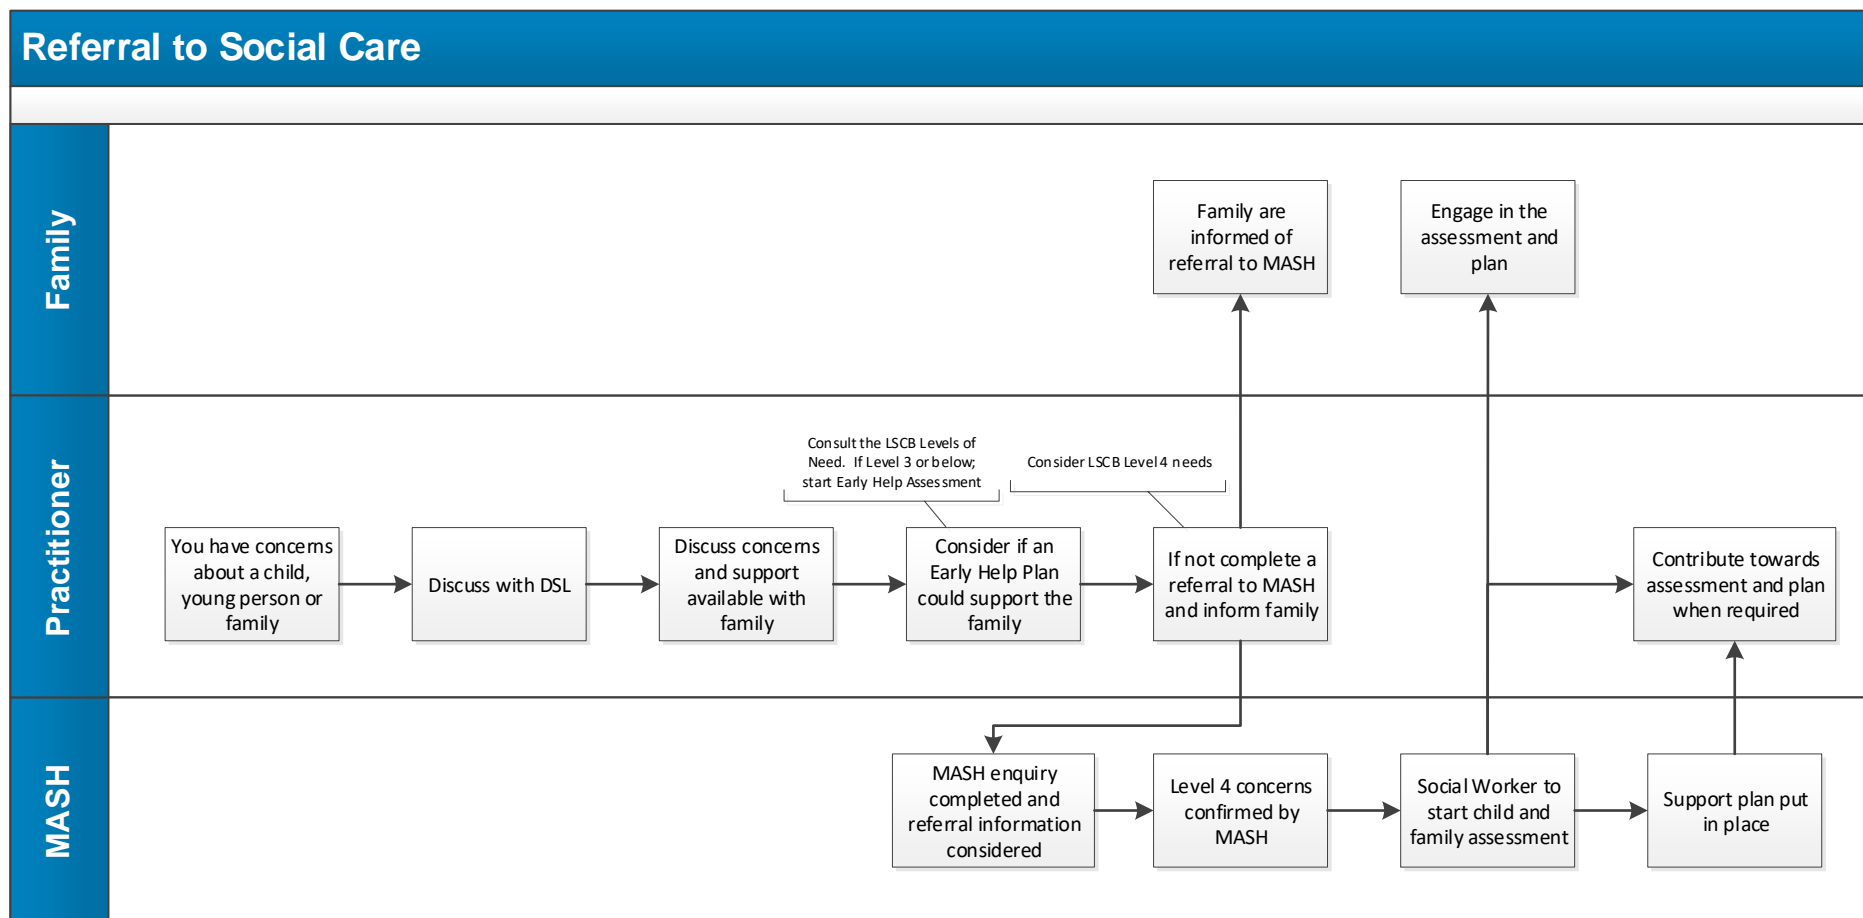 Referral to Social Care
Family
Family are
informed of
referral to MASH
Engage in the
assessment and
plan
Practitioner
Consult the LSCB Levels of
Need.  If Level 3 or below;
start Early Help Assessment
Consider LSCB Level 4 needs
You have concerns
about a child,
young person or
family
Discuss with DSL
Discuss concerns
and support
available with
family
Consider if an
Early Help Plan
could support the
family
If not complete a
referral to MASH
and inform family
Contribute towards
assessment and plan
when required
MASH
MASH enquiry
completed and
referral information
considered
Level 4 concerns
confirmed by
MASH
Social Worker to
start child and
family assessment
Support plan put
in place